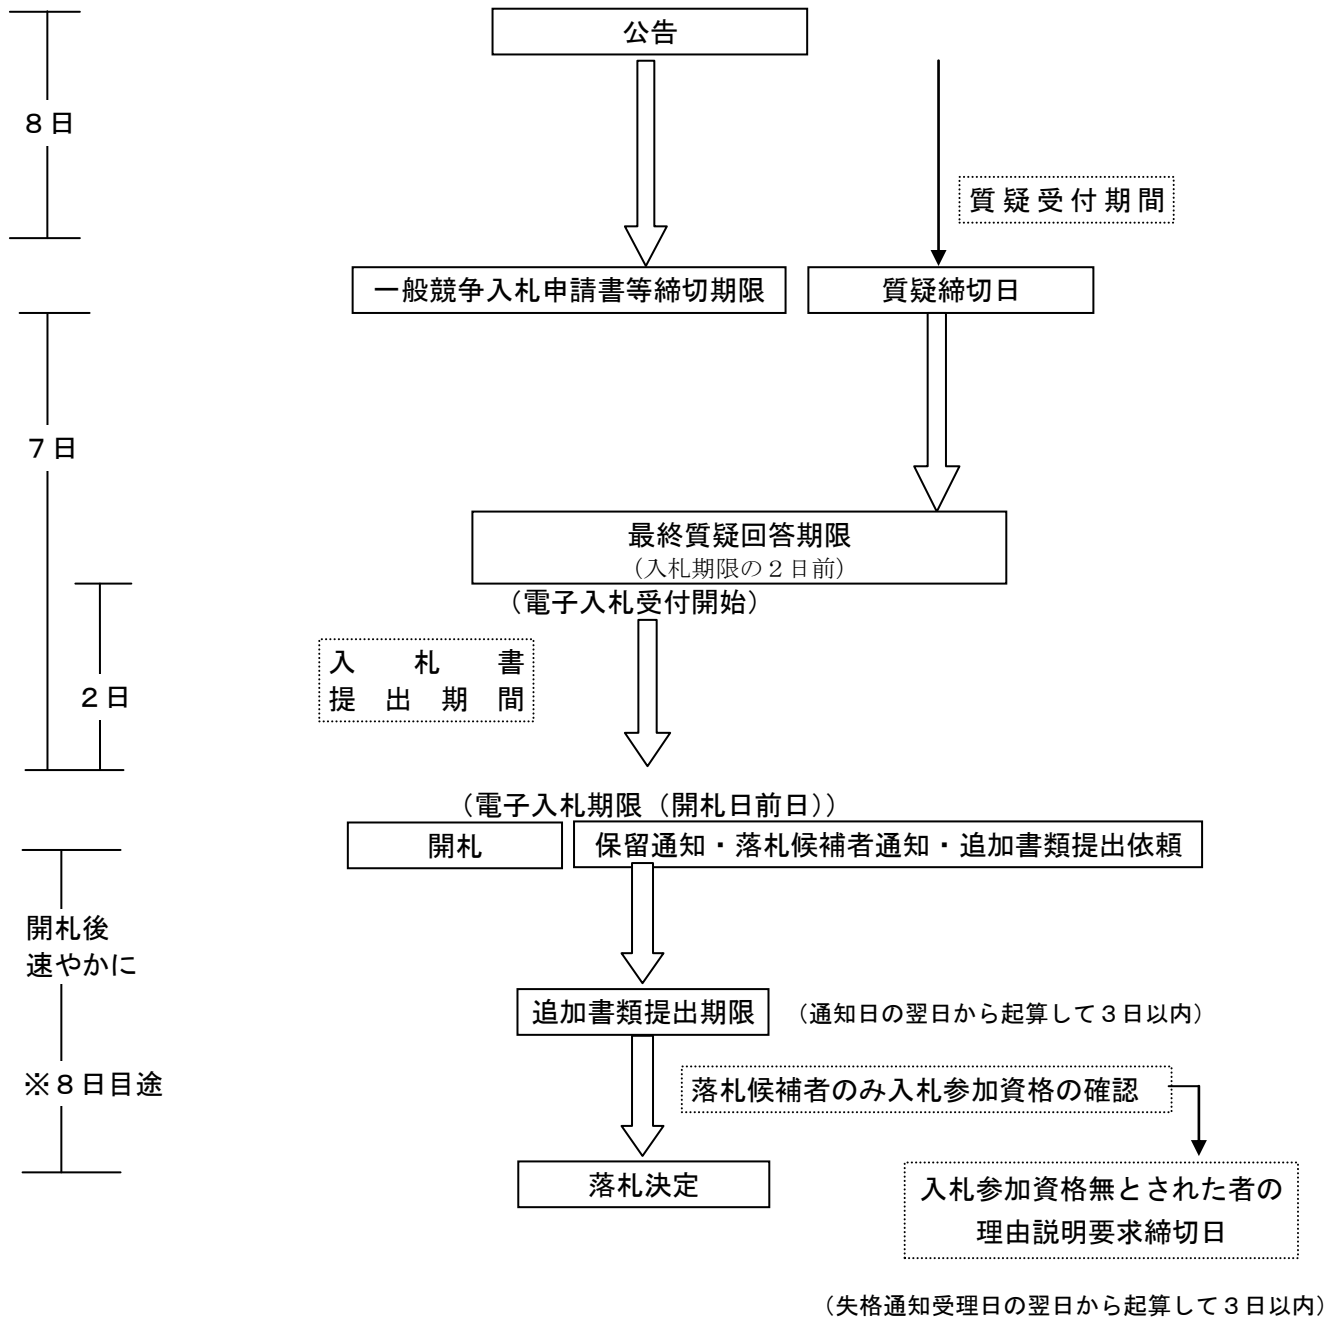 公告
８日
質疑受付期間
一般競争入札申請書等締切期限
質疑締切日
７日
最終質疑回答期限
（入札期限の２日前）
（電子入札受付開始）
入札書
提出期間
２日
（電子入札期限（開札日前日））
開札
保留通知・落札候補者通知・追加書類提出依頼
開札後
速やかに
追加書類提出期限
（通知日の翌日から起算して３日以内）
※８日目途
落札候補者のみ入札参加資格の確認
落札決定
入札参加資格無とされた者の
理由説明要求締切日
（失格通知受理日の翌日から起算して３日以内）